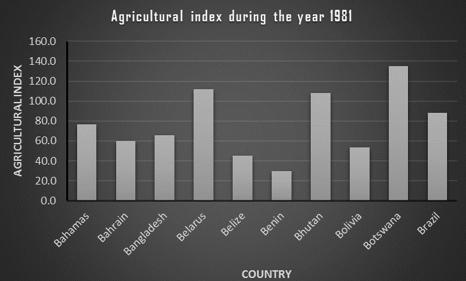 Agricultural index during the year 1981
AGRICULTURAL INDEX
160.0
140.0
120.0
100.0
80.0
60.0
40.0
20.0
0.0
Bahamas
Bahrain
Bangladesh
Belarus
Belize
Benin
Bhutan
Bolivia
Botswana
Brazil
COUNTRY